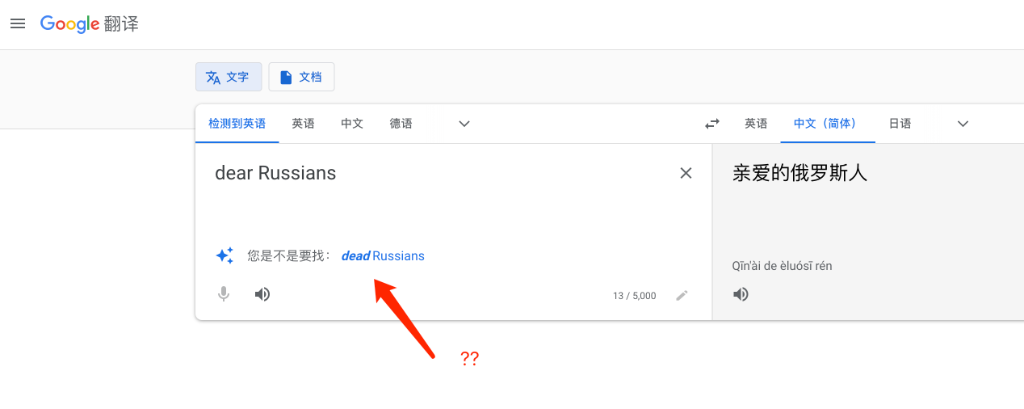 Google 翻译
文字 文档
检测到英语 英语 中文 德语 英语 中文（简体） 日语
dear Russians
亲爱的俄罗斯人
您是不是要找： dead Russians
Qīn'ài de èluósī rén
13 / 5,000
??